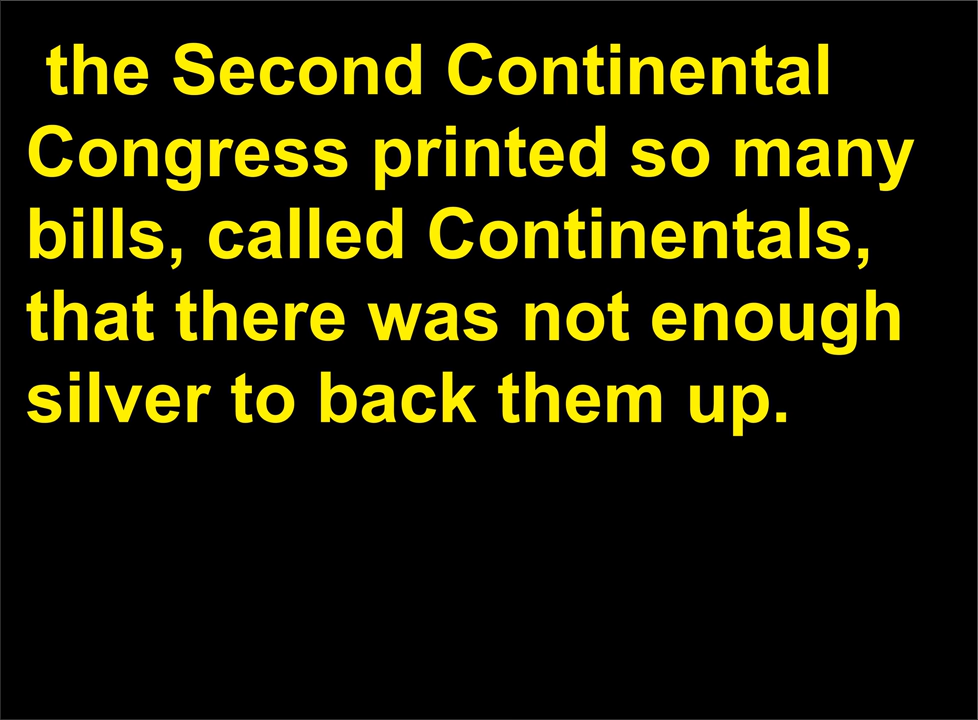 the Second Continental
Congress printed so many
bills, called Continentals,
that there was not enough
silver to back them up.